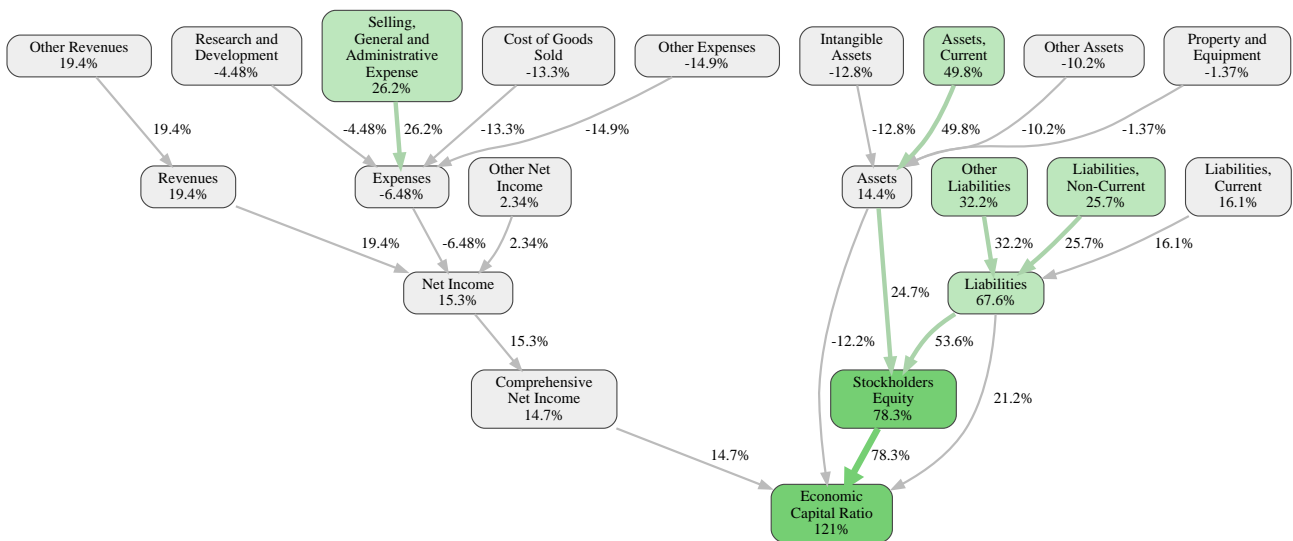 Other Revenues
19.4%
Research and
Development
-4.48%
Selling,
General and
Administrative
Expense
26.2%
Cost of Goods
Sold
-13.3%
Other Expenses
-14.9%
Intangible
Assets
-12.8%
Assets,
Current
49.8%
Other Assets
-10.2%
Property and
Equipment
-1.37%
19.4%
-4.48%
26.2%
-13.3%
-14.9%
-12.8%
49.8%
-10.2%
-1.37%
Revenues
19.4%
Expenses
-6.48%
Other Net
Income
2.34%
Assets
14.4%
Other
Liabilities
32.2%
Liabilities,
Non-Current
25.7%
Liabilities,
Current
16.1%
19.4%
-6.48%
2.34%
32.2%
25.7%
16.1%
Net Income
15.3%
24.7%
Liabilities
67.6%
15.3%
-12.2%
53.6%
Comprehensive
Net Income
14.7%
Stockholders
Equity
78.3%
21.2%
14.7%
78.3%
Economic
Capital Ratio
121%